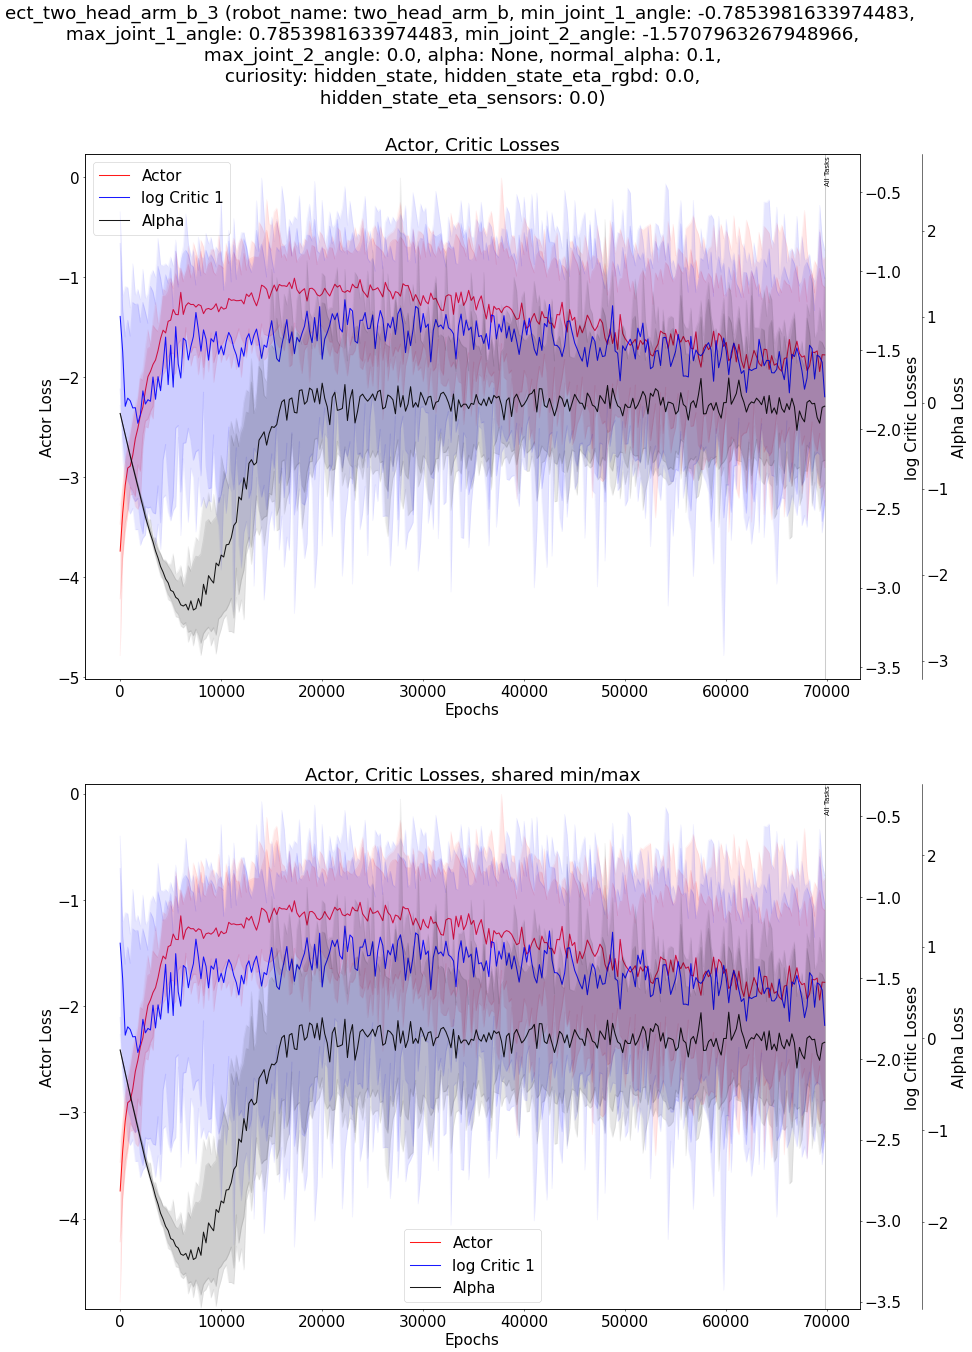 ect_two_head_arm_b_3 (robot_name: two_head_arm_b, min_joint_1_angle: -0.7853981633974483,
max_joint_1_angle: 0.7853981633974483, min_joint_2_angle: -1.5707963267948966,
max_joint_2_angle: 0.0, alpha: None, normal_alpha: 0.1,
curiosity: hidden_state, hidden_state_eta_rgbd: 0.0,
hidden_state_eta_sensors: 0.0)
Actor, Critic Losses
Actor
log Critic 1
Alpha
All Tasks
0
−1
−2
−3
−4
−5
Actor Loss
−0.5
−1.0
−1.5
−2.0
−2.5
−3.0
−3.5
log Critic Losses
2
1
0
−1
−2
−3
Alpha Loss
0 10000 20000 30000 40000 50000 60000 70000
Epochs
Actor, Critic Losses, shared min/max
All Tasks
0
−1
−2
−3
−4
Actor Loss
−0.5
−1.0
−1.5
−2.0
−2.5
−3.0
−3.5
log Critic Losses
2
1
0
−1
−2
Alpha Loss
Actor
log Critic 1
Alpha
0 10000 20000 30000 40000 50000 60000 70000
Epochs